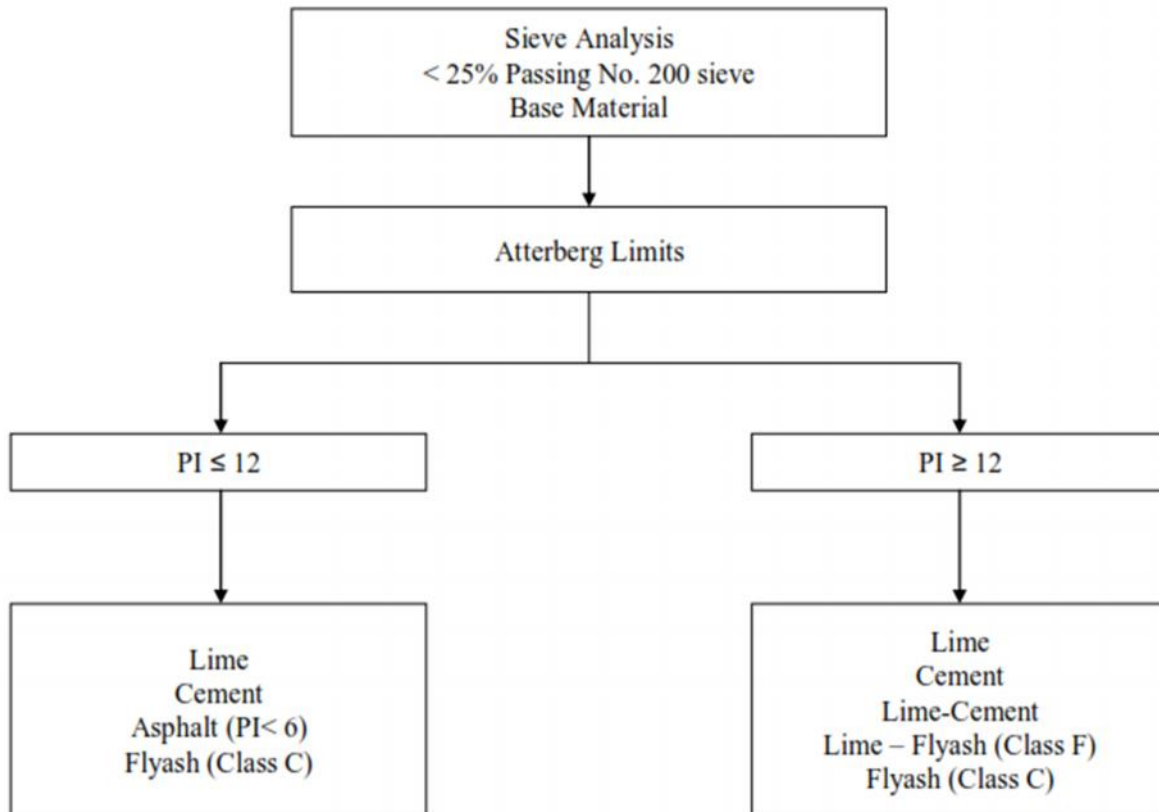 Sieve Analysis
< 25% Passing No. 200 sieve
Base Material
Atterberg Limits
PI ≤ 12
PI ≥ 12
Lime
Cement
Asphalt (PI< 6)
Flyash (Class C)
Lime
Cement
Lime-Cement
Lime – Flyash (Class F)
Flyash (Class C)